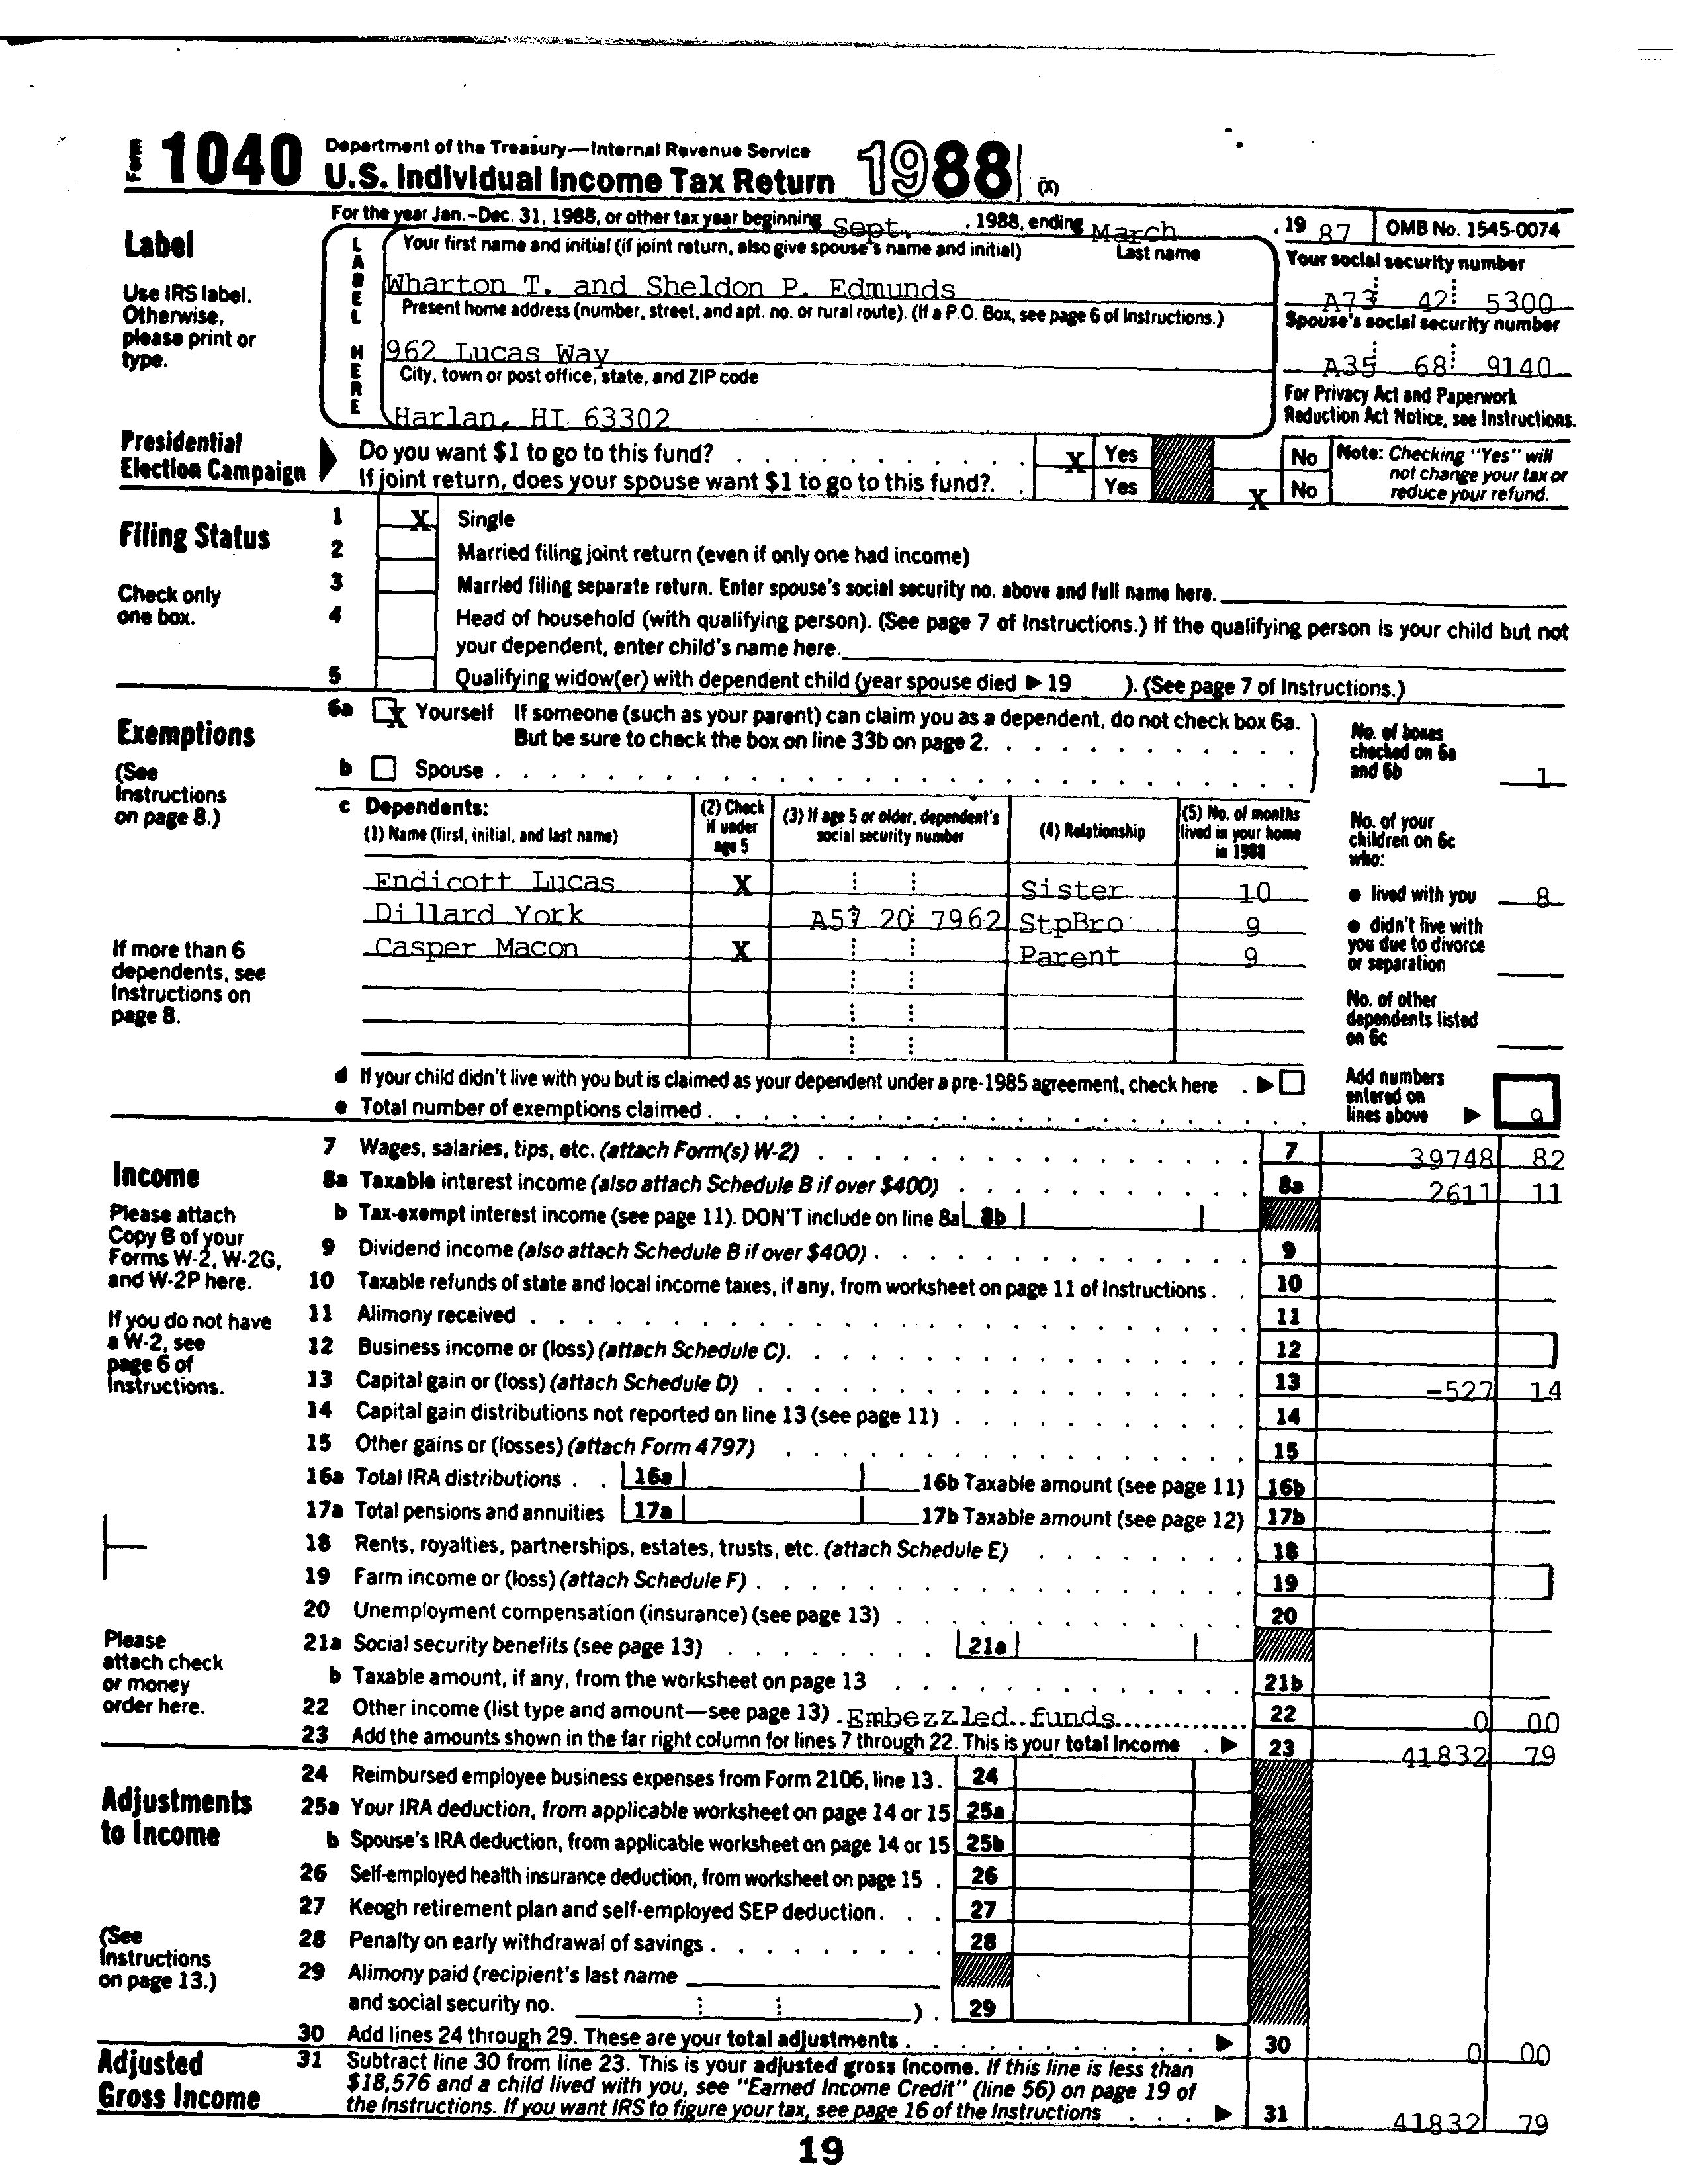 Form 1040 Department of the Treasury—Internal Revenue Service
U.S. Individual Income Tax Return 1988 (X)
For the year Jan.-Dec. 31, 1988, or other tax year beginning Sept. , 1988, ending March , 19 87 OMB No. 1545-0074
Label
Use IRS label. Otherwise, please print or type.
LABEL HERE
Your first name and initial (if joint return, also give spouse's name and initial) Last name
Wharton T. and Sheldon P. Edmunds
Your social security number
A73 42 5300
Present home address (number, street, and apt. no. or rural route). (If a P.O. Box, see page 6 of Instructions.)
962 Lucas Way
Spouse's social security number
A35 68 9140
City, town or post office, state, and ZIP code
Harlan, HI 63302
For Privacy Act and Paperwork Reduction Act Notice, see Instructions.
Presidential Election Campaign
Do you want $1 to go to this fund? X Yes No
If joint return, does your spouse want $1 to go to this fund? Yes X No
Note: Checking "Yes" will not change your tax or reduce your refund.
Filing Status
Check only one box.
1 X Single
2 Married filing joint return (even if only one had income)
3 Married filing separate return. Enter spouse's social security no. above and full name here.
4 Head of household (with qualifying person). (See page 7 of Instructions.) If the qualifying person is your child but not
your dependent, enter child's name here.
5 Qualifying widow(er) with dependent child (year spouse died ▶ 19 ). (See page 7 of Instructions.)
Exemptions
(See Instructions on page 8.)
6a X Yourself If someone (such as your parent) can claim you as a dependent, do not check box 6a.
But be sure to check the box on line 33b on page 2.
b Spouse
No. of boxes checked on 6a and 6b 1
c Dependents:
(1) Name (first, initial, and last name) (2) Check if under age 5 (3) If age 5 or older, dependent's social security number (4) Relationship (5) No. of months lived in your home in 1988
Endicott Lucas X Sister 10
Dillard York A57 20 7962 StpBro 9
Casper Macon X Parent 9
If more than 6 dependents, see Instructions on page 8.
No. of your children on 6c who:
● lived with you 8
● didn't live with you due to divorce or separation
No. of other dependents listed on 6c
d If your child didn't live with you but is claimed as your dependent under a pre-1985 agreement, check here ▶
e Total number of exemptions claimed
Add numbers entered on lines above ▶ 9
Income
Please attach Copy B of your Forms W-2, W-2G, and W-2P here.
If you do not have a W-2, see page 6 of Instructions.
Please attach check or money order here.
7 Wages, salaries, tips, etc. (attach Form(s) W-2) 7 39748 82
8a Taxable interest income (also attach Schedule B if over $400) 8a 2611 11
b Tax-exempt interest income (see page 11). DON'T include on line 8a 8b
9 Dividend income (also attach Schedule B if over $400) 9
10 Taxable refunds of state and local income taxes, if any, from worksheet on page 11 of Instructions 10
11 Alimony received 11
12 Business income or (loss) (attach Schedule C) 12
13 Capital gain or (loss) (attach Schedule D) 13 -527 14
14 Capital gain distributions not reported on line 13 (see page 11) 14
15 Other gains or (losses) (attach Form 4797) 15
16a Total IRA distributions 16a 16b Taxable amount (see page 11) 16b
17a Total pensions and annuities 17a 17b Taxable amount (see page 12) 17b
18 Rents, royalties, partnerships, estates, trusts, etc. (attach Schedule E) 18
19 Farm income or (loss) (attach Schedule F) 19
20 Unemployment compensation (insurance) (see page 13) 20
21a Social security benefits (see page 13) 21a
b Taxable amount, if any, from the worksheet on page 13 21b
22 Other income (list type and amount—see page 13) Embezzled funds 22 0 00
23 Add the amounts shown in the far right column for lines 7 through 22. This is your total income ▶ 23 41832 79
Adjustments to Income
(See Instructions on page 13.)
24 Reimbursed employee business expenses from Form 2106, line 13. 24
25a Your IRA deduction, from applicable worksheet on page 14 or 15 25a
b Spouse's IRA deduction, from applicable worksheet on page 14 or 15 25b
26 Self-employed health insurance deduction, from worksheet on page 15 26
27 Keogh retirement plan and self-employed SEP deduction 27
28 Penalty on early withdrawal of savings 28
29 Alimony paid (recipient's last name
and social security no. ) 29
30 Add lines 24 through 29. These are your total adjustments ▶ 30 0 00
Adjusted Gross Income
31 Subtract line 30 from line 23. This is your adjusted gross income. If this line is less than
$18,576 and a child lived with you, see "Earned Income Credit" (line 56) on page 19 of
the Instructions. If you want IRS to figure your tax, see page 16 of the Instructions ▶ 31 41832 79
19